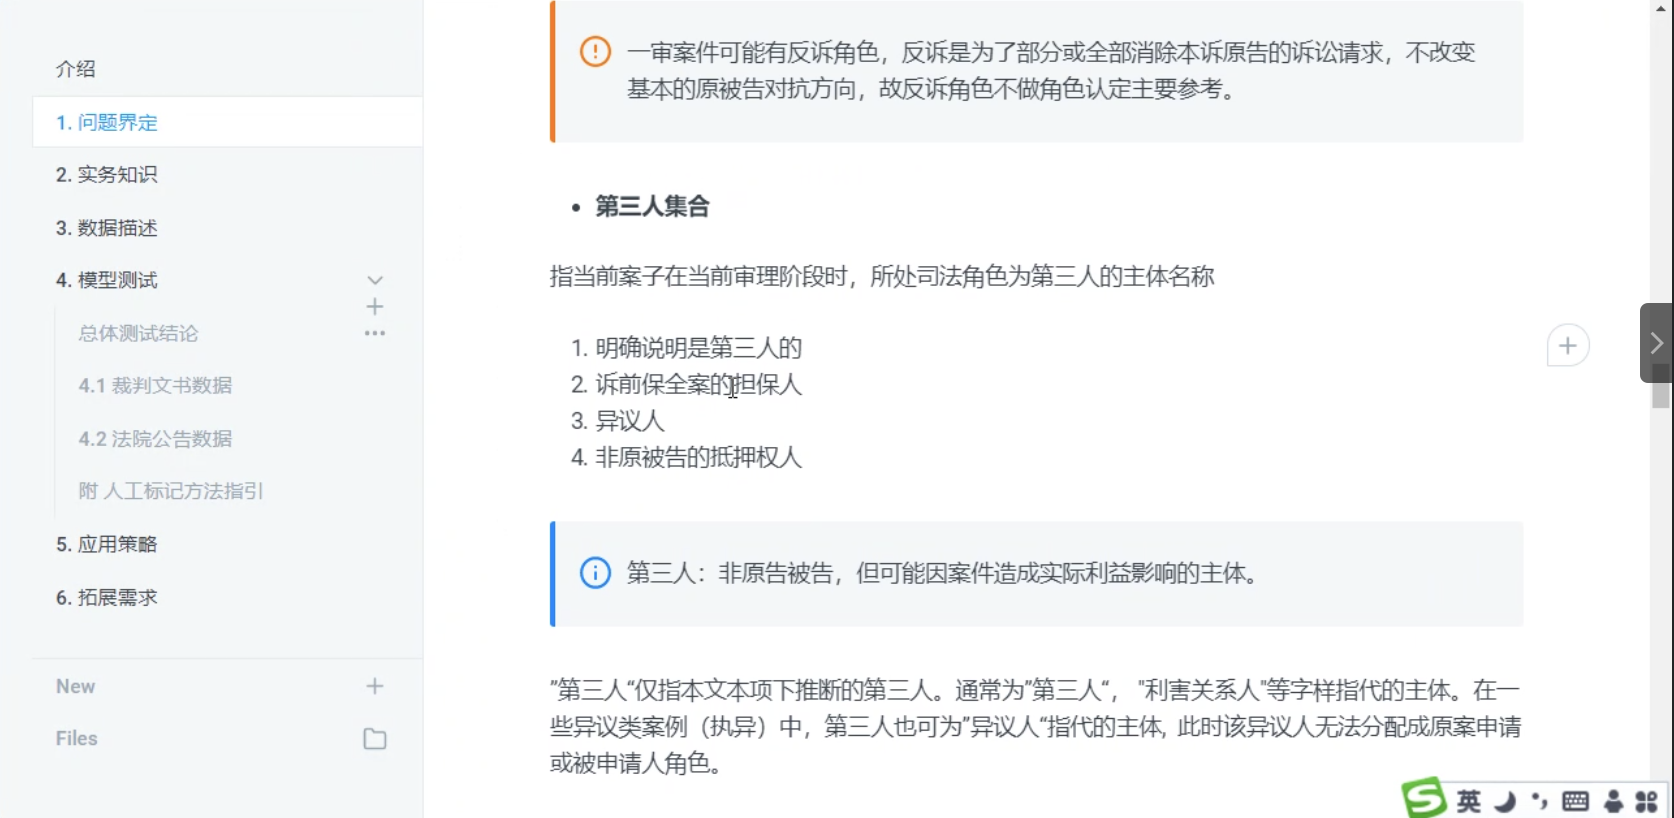 介绍
1. 问题界定
2. 实务知识
3. 数据描述
4. 模型测试
总体测试结论
4.1 裁判文书数据
4.2 法院公告数据
附 人工标记方法指引
5. 应用策略
6. 拓展需求
New
Files
一审案件可能有反诉角色，反诉是为了部分或全部消除本诉原告的诉讼请求，不改变
基本的原被告对抗方向，故反诉角色不做角色认定主要参考。
• 第三人集合
指当前案子在当前审理阶段时，所处司法角色为第三人的主体名称
1. 明确说明是第三人的
2. 诉前保全案的担保人
3. 异议人
4. 非原被告的抵押权人
第三人：非原告被告，但可能因案件造成实际利益影响的主体。
”第三人“仅指本文本项下推断的第三人。通常为”第三人“， "利害关系人"等字样指代的主体。在一
些异议类案例（执异）中，第三人也可为”异议人“指代的主体, 此时该异议人无法分配成原案申请
或被申请人角色。
英